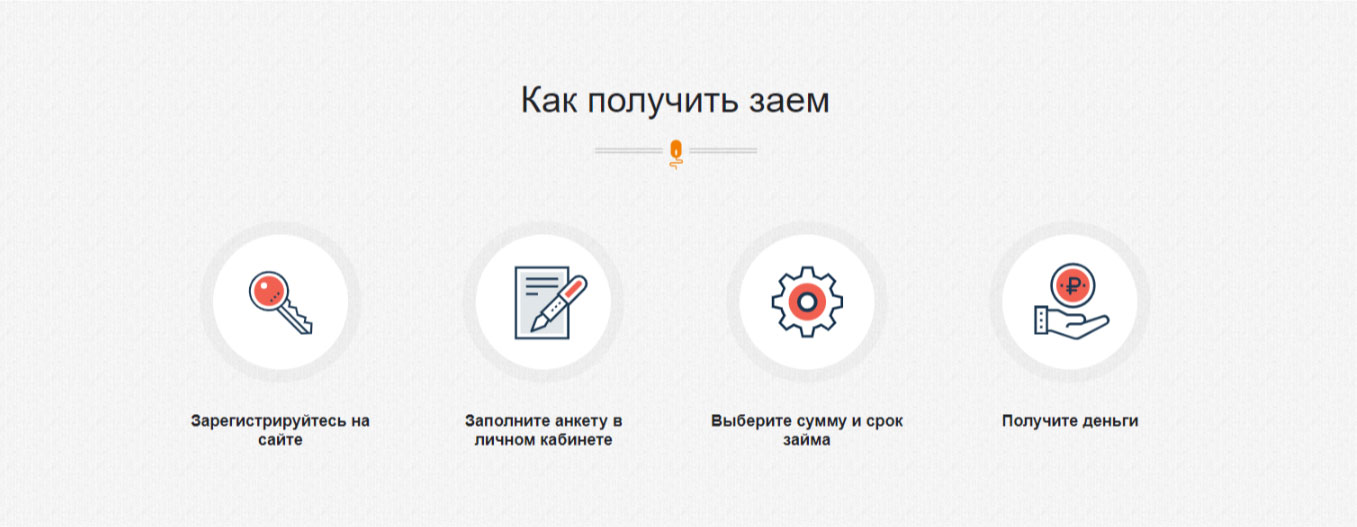 Как получить заем
Зарегистрируйтесь на
сайте
Заполните анкету в
личном кабинете
Выберите сумму и срок
займа
Получите деньги